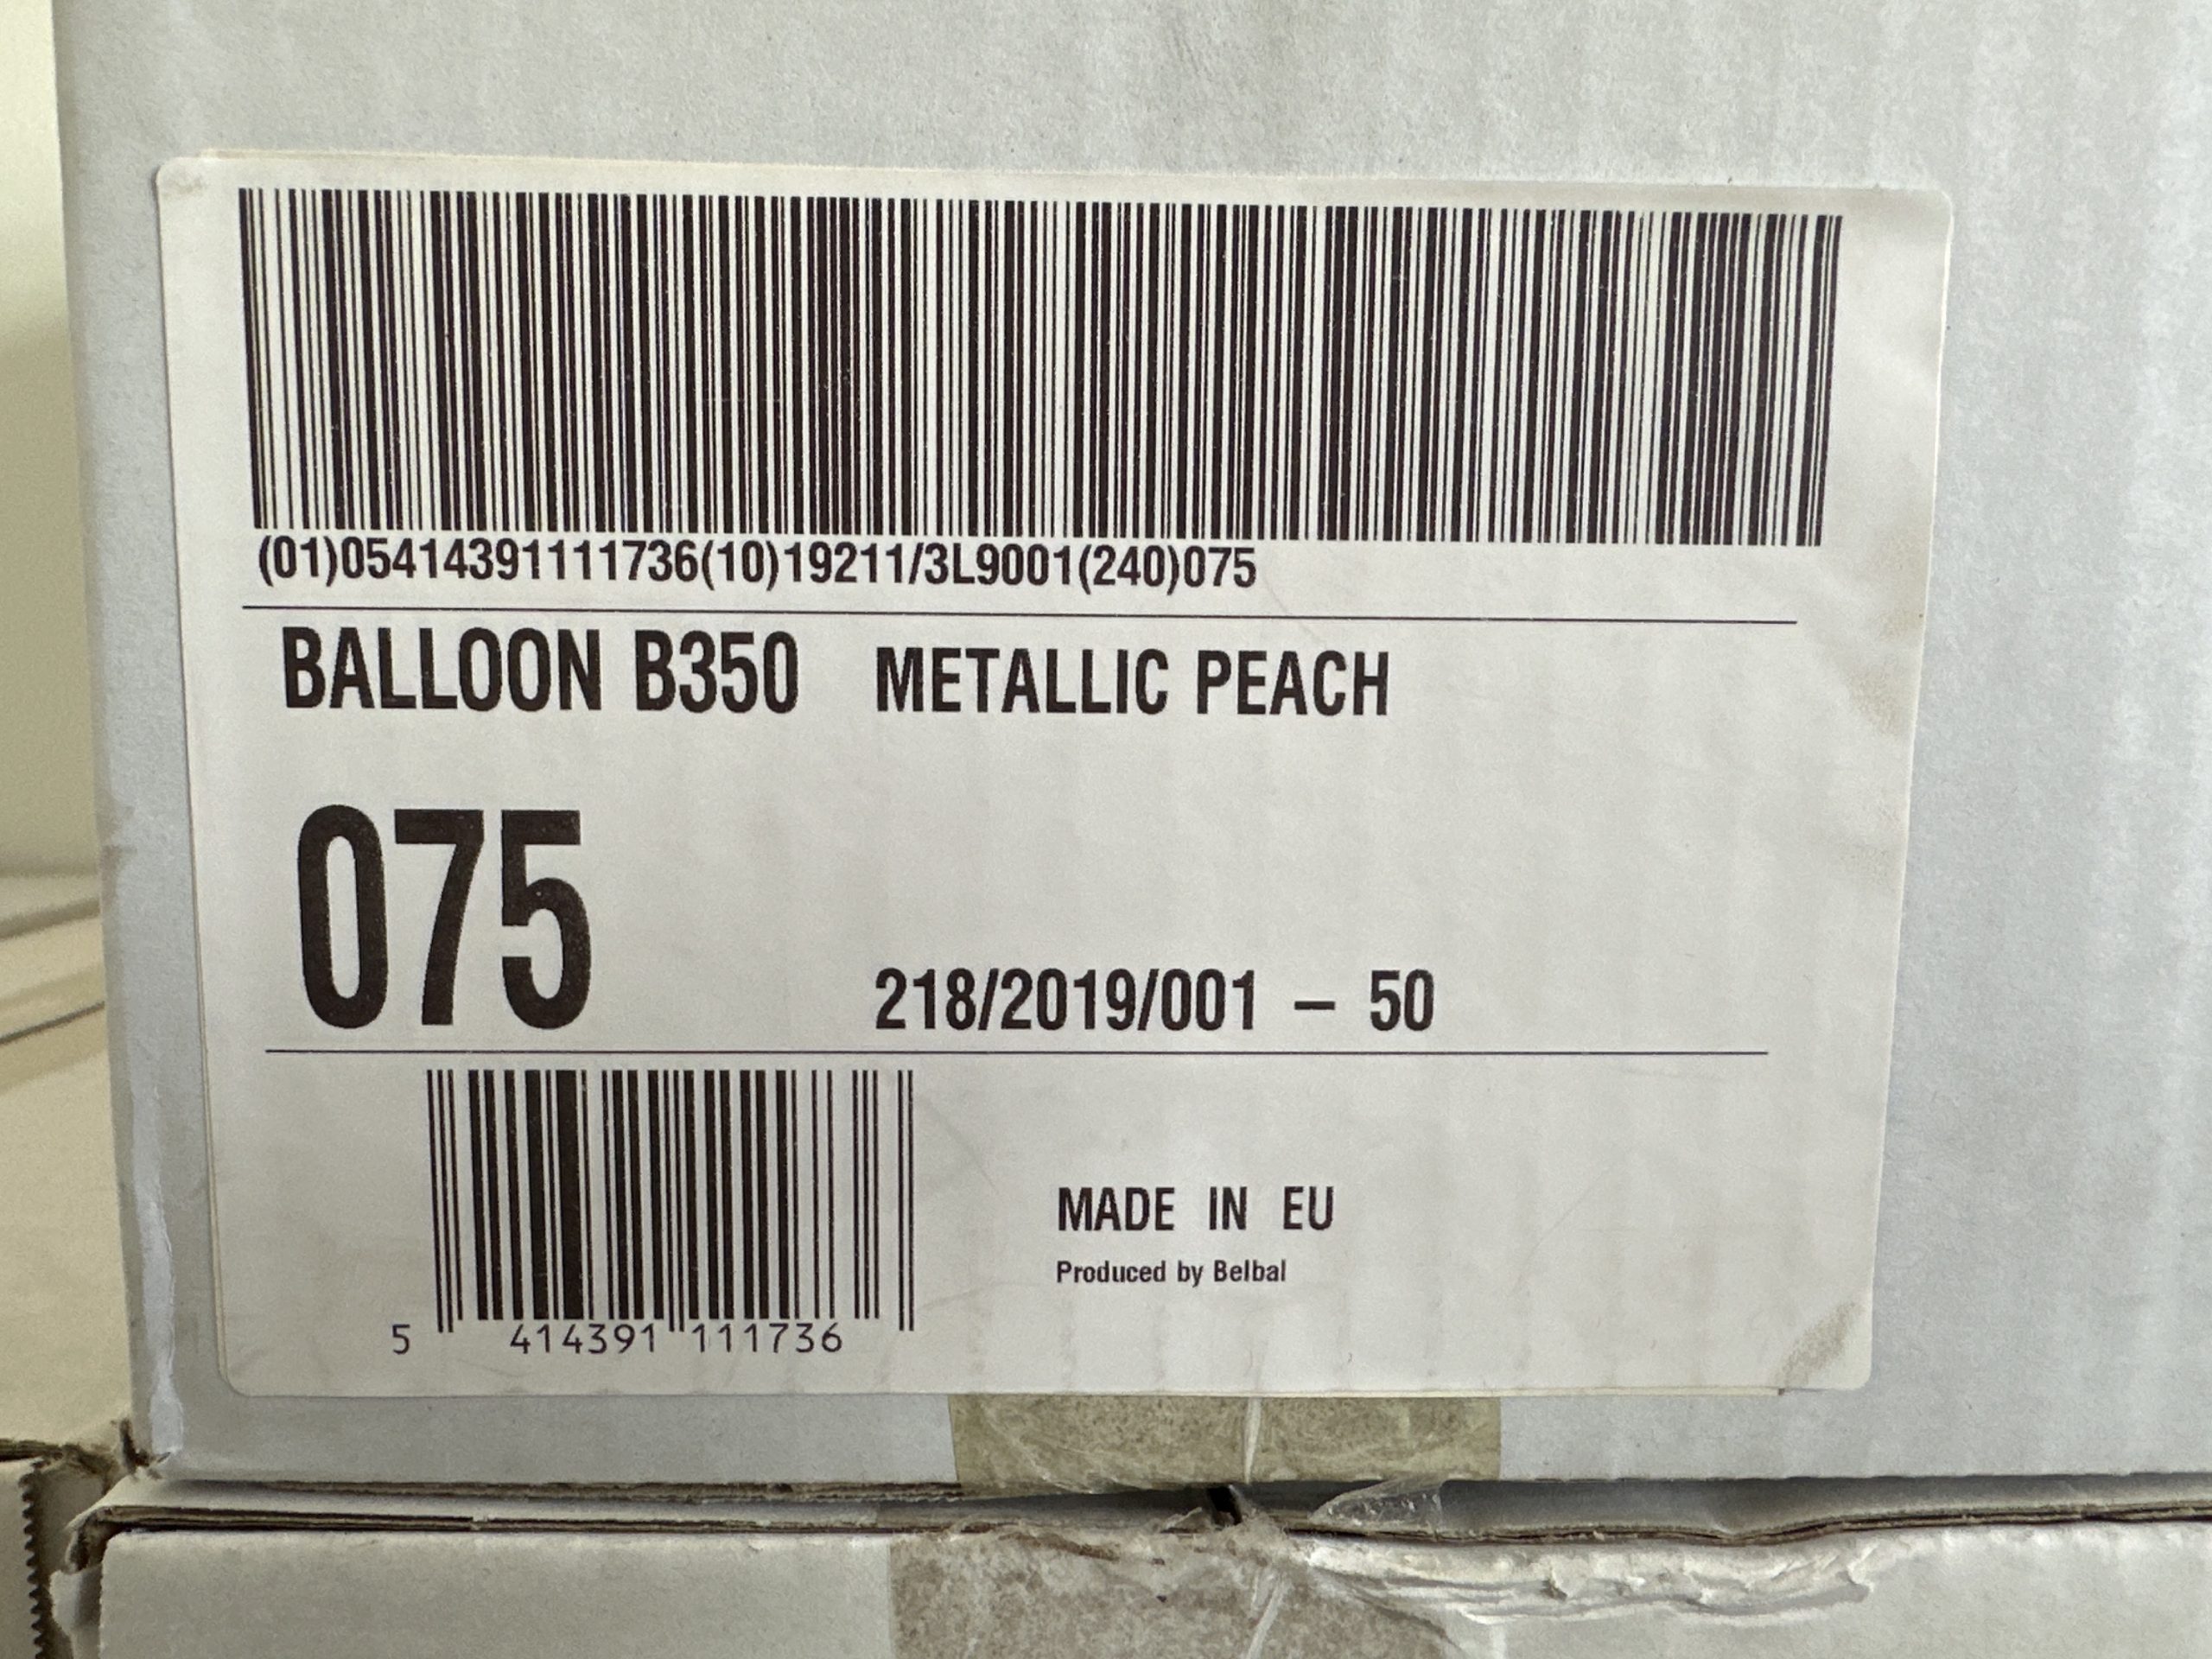 (01)05414391111736(10)19211/3L9001(240)075
BALLOON B350 METALLIC PEACH
075
218/2019/001 – 50
5 414391 111736
MADE IN EU
Produced by Belbal